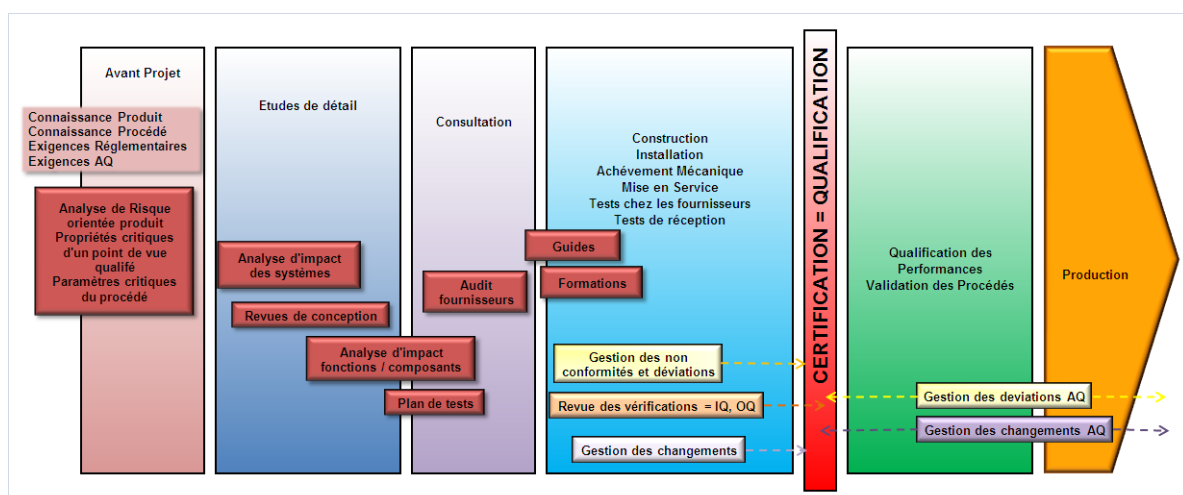 Avant Projet
Connaissance Produit
Connaissance Procédé
Exigences Réglementaires
Exigences AQ
Analyse de Risque
orientée produit
Propriétés critiques
d'un point de vue
qualifé
Paramètres critiques
du procédé
Etudes de détail
Analyse d'impact
des systèmes
Revues de conception
Analyse d'impact
fonctions / composants
Plan de tests
Consultation
Audit
fournisseurs
Guides
Formations
Construction
Installation
Achévement Mécanique
Mise en Service
Tests chez les fournisseurs
Tests de réception
Gestion des non
conformités et déviations
Revue des vérifications = IQ, OQ
Gestion des changements
CERTIFICATION = QUALIFICATION
Qualification des
Performances
Validation des Procédés
Gestion des deviations AQ
Gestion des changements AQ
Production